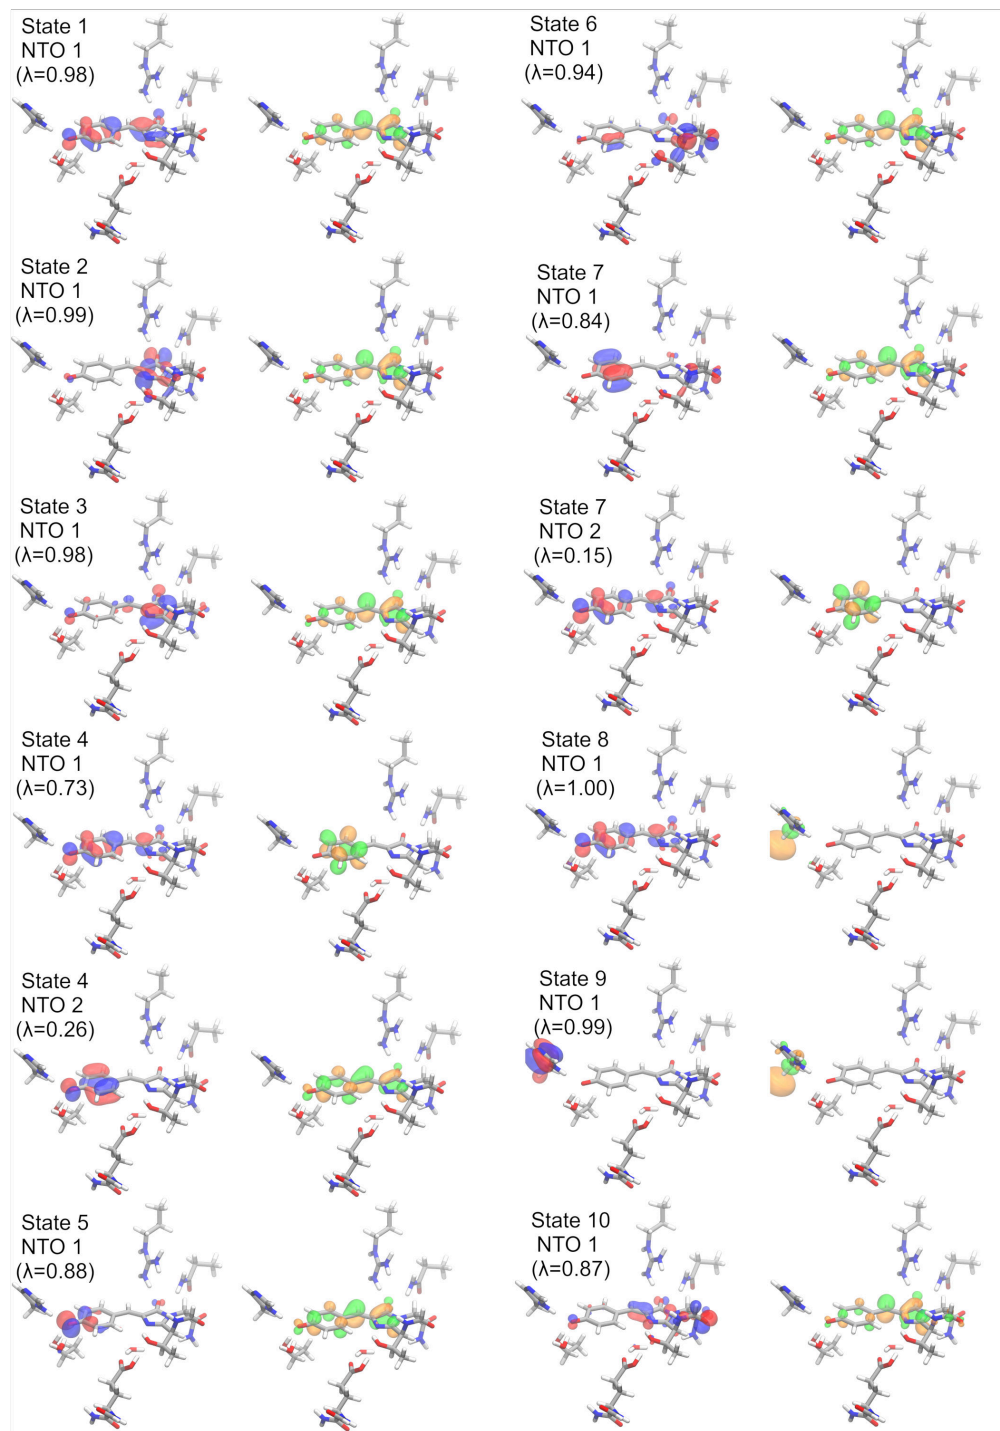 State 1
NTO 1
(λ=0.98)
State 2
NTO 1
(λ=0.99)
State 3
NTO 1
(λ=0.98)
State 4
NTO 1
(λ=0.73)
State 4
NTO 2
(λ=0.26)
State 5
NTO 1
(λ=0.88)
State 6
NTO 1
(λ=0.94)
State 7
NTO 1
(λ=0.84)
State 7
NTO 2
(λ=0.15)
State 8
NTO 1
(λ=1.00)
State 9
NTO 1
(λ=0.99)
State 10
NTO 1
(λ=0.87)